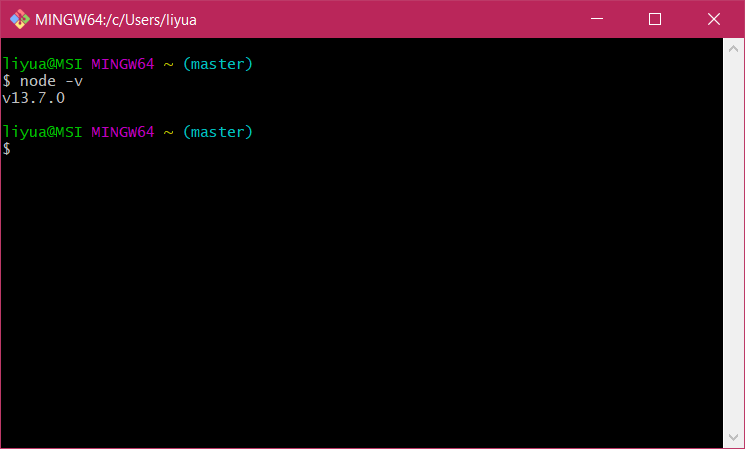 MINGW64:/c/Users/liyua
liyua@MSI MINGW64 ~ (master)
$ node -v
v13.7.0
liyua@MSI MINGW64 ~ (master)
$